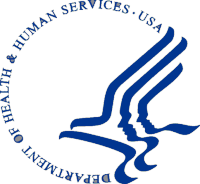 DEPARTMENT OF HEALTH & HUMAN SERVICES · USA